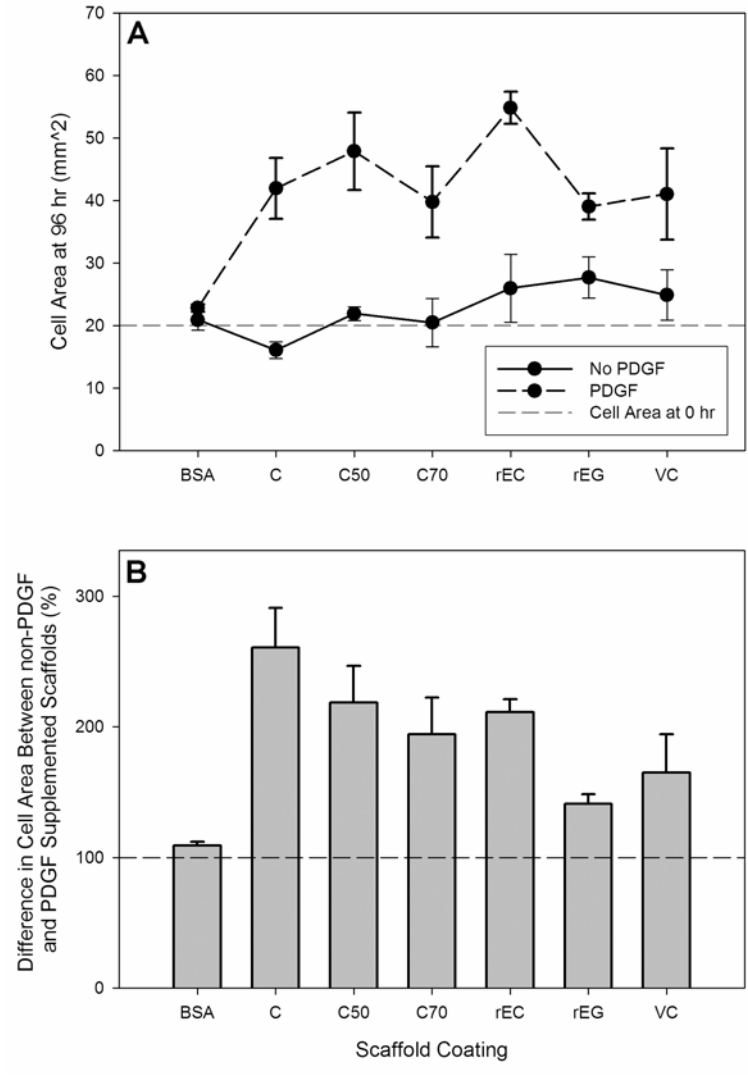 A
Cell Area at 96 hr (mm^2)
70
60
50
40
30
20
10
0
No PDGF
PDGF
Cell Area at 0 hr
BSA C C50 C70 rEC rEG VC
B
Difference in Cell Area Between non-PDGF
and PDGF Supplemented Scaffolds (%)
300
200
100
0
BSA C C50 C70 rEC rEG VC
Scaffold Coating